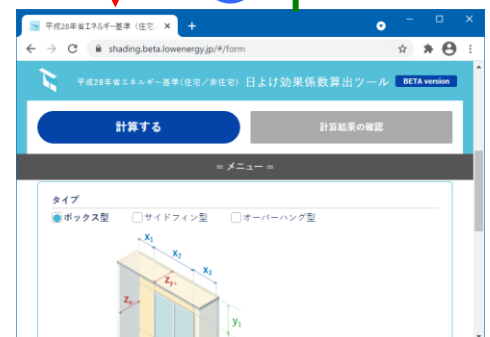 平成28年省エネルギー基準（住宅
shading.beta.lowenergy.jp/#/form
平成28年省エネルギー基準(住宅/非住宅) 日よけ効果係数算出ツール BETA version
計算する 計算結果の確認
= メニュー =
タイプ
ボックス型 サイドフィン型 オーバーハング型
X1
X2
X3
Zy+
y1